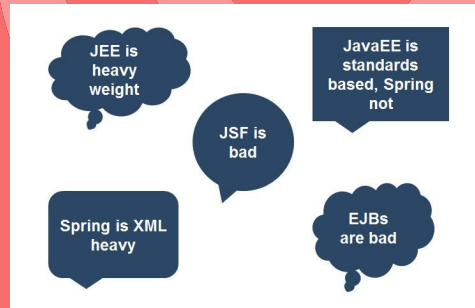 JEE is
heavy
weight
JavaEE is
standards
based, Spring
not
JSF is
bad
Spring is XML
heavy
EJBs
are bad